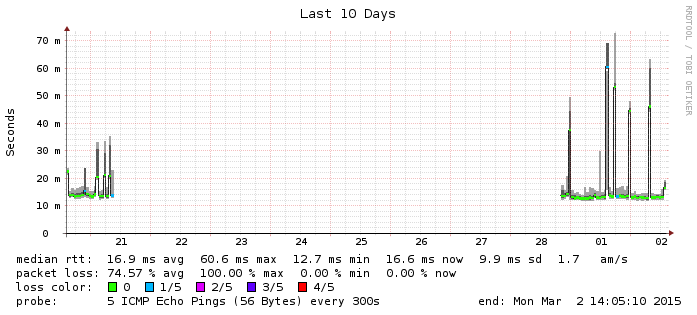 Last 10 Days
RRDTOOL / TOBI OETIKER
Seconds
70 m
60 m
50 m
40 m
30 m
20 m
10 m
0
21 22 23 24 25 26 27 28 01 02
median rtt: 16.9 ms avg 60.6 ms max 12.7 ms min 16.6 ms now 9.9 ms sd 1.7 am/s
packet loss: 74.57 % avg 100.00 % max 0.00 % min 0.00 % now
loss color: 0 1/5 2/5 3/5 4/5
probe: 5 ICMP Echo Pings (56 Bytes) every 300s end: Mon Mar 2 14:05:10 2015